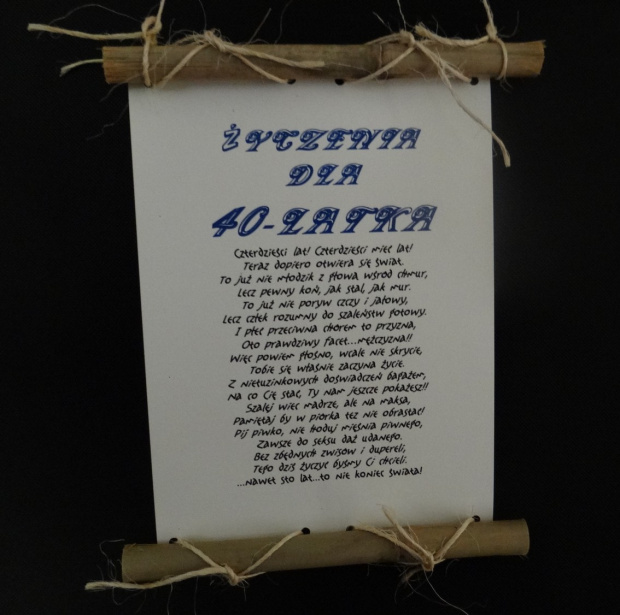 ŻYCZENIA
DLA
40-LATKA
Czterdzieści lat! Czterdzieści mieć lat!
Teraz dopiero otwiera się świat.
To już nie młodzik z głową wśród chmur,
Lecz pewny koń, jak stal, jak mur.
To już nie poryw czczy i jałowy,
Lecz człek rozumny do szaleństw gotowy.
I płeć przeciwna chórem to przyzna,
Oto prawdziwy facet...mężczyzna!!
Więc powiem głośno, wcale nie skrycie,
Tobie się właśnie zaczyna życie.
Z nietuzinkowych doświadczeń bagażem,
Na co Cię stać, Ty nam jeszcze pokażesz!!
Szalej więc mądrze, ale na maksa,
Pamiętaj by w piórka też nie obrastać!
Pij piwko, nie hoduj mięśnia piwnego,
Zawsze do seksu dąż udanego.
Bez zbędnych zwisów i dupereli,
Tego dziś życzyć byśmy Ci chcieli.
...Nawet sto lat...to nie koniec świata!